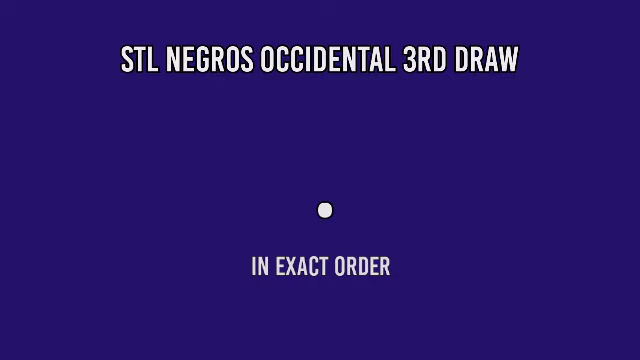 STL NEGROS OCCIDENTAL 3RD DRAW
IN EXACT ORDER